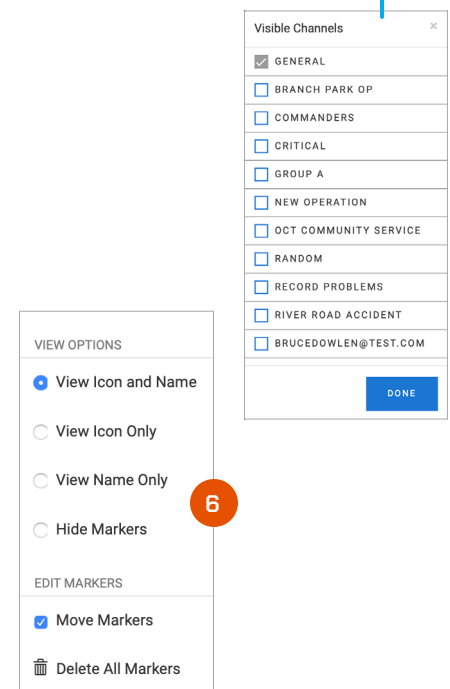 Visible Channels ×
GENERAL
BRANCH PARK OP
COMMANDERS
CRITICAL
GROUP A
NEW OPERATION
OCT COMMUNITY SERVICE
RANDOM
RECORD PROBLEMS
RIVER ROAD ACCIDENT
BRUCEDOWLEN@TEST.COM
DONE
VIEW OPTIONS
View Icon and Name
View Icon Only
View Name Only
6
Hide Markers
EDIT MARKERS
Move Markers
Delete All Markers